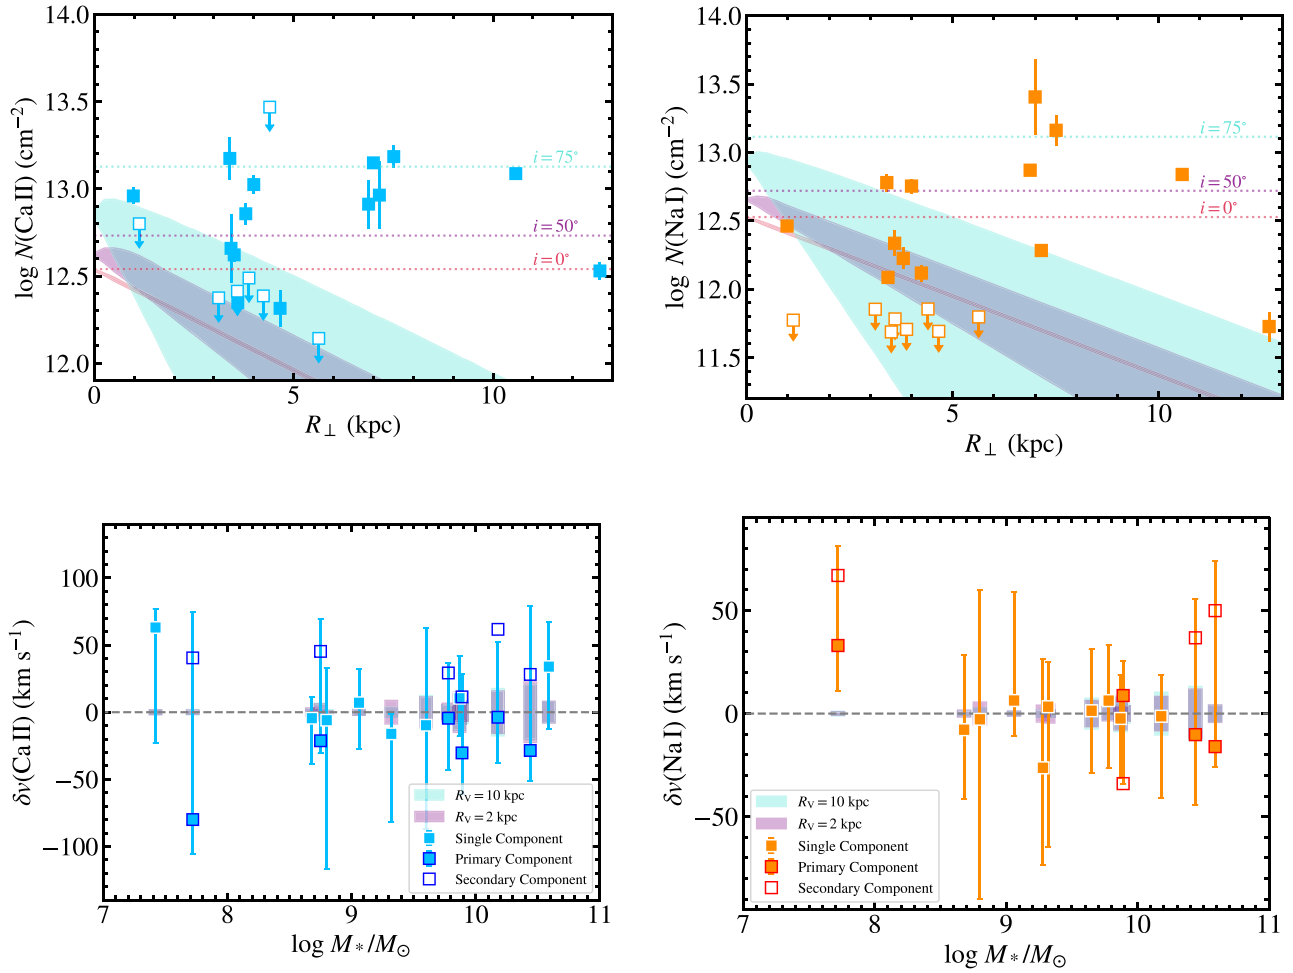 14.0
13.5
13.0
12.5
12.0
log N(Ca II) (cm⁻²)
i = 75°
i = 50°
i = 0°
0
5
10
R⊥ (kpc)
14.0
13.5
13.0
12.5
12.0
11.5
log N(Na I) (cm⁻²)
i = 75°
i = 50°
i = 0°
0
5
10
R⊥ (kpc)
100
50
0
−50
−100
δv(Ca II) (km s⁻¹)
R_V = 10 kpc
R_V = 2 kpc
Single Component
Primary Component
Secondary Component
7
8
9
10
11
log M∗/M⊙
50
0
−50
δv(Na I) (km s⁻¹)
R_V = 10 kpc
R_V = 2 kpc
Single Component
Primary Component
Secondary Component
7
8
9
10
11
log M∗/M⊙